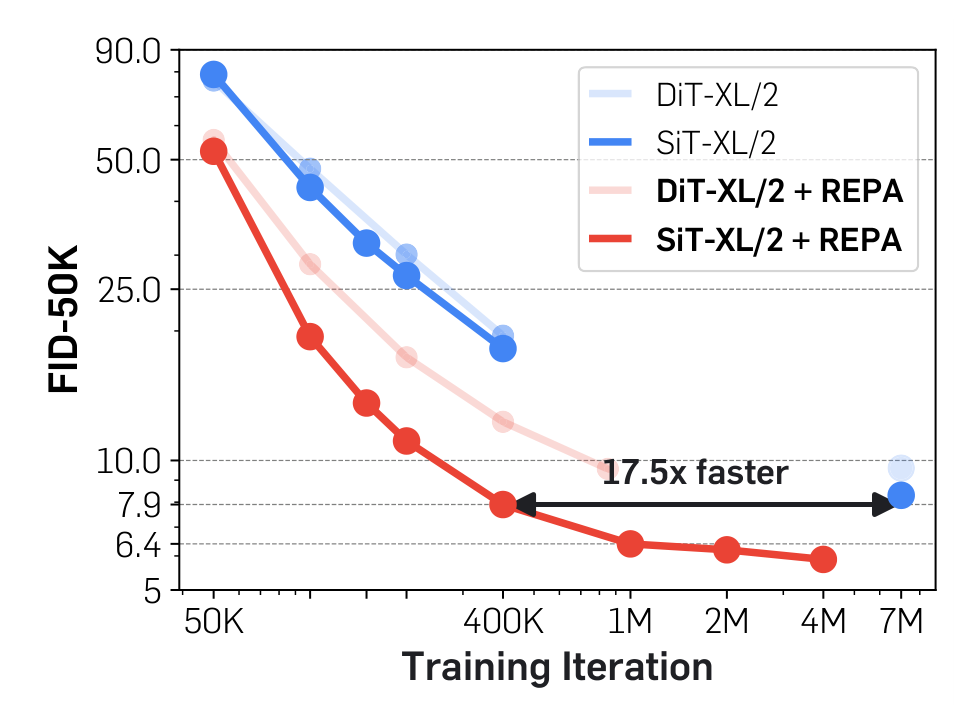 90.0
50.0
25.0
10.0
7.9
6.4
5
FID-50K
DiT-XL/2
SiT-XL/2
DiT-XL/2 + REPA
SiT-XL/2 + REPA
17.5x faster
50K 400K 1M 2M 4M 7M
Training Iteration